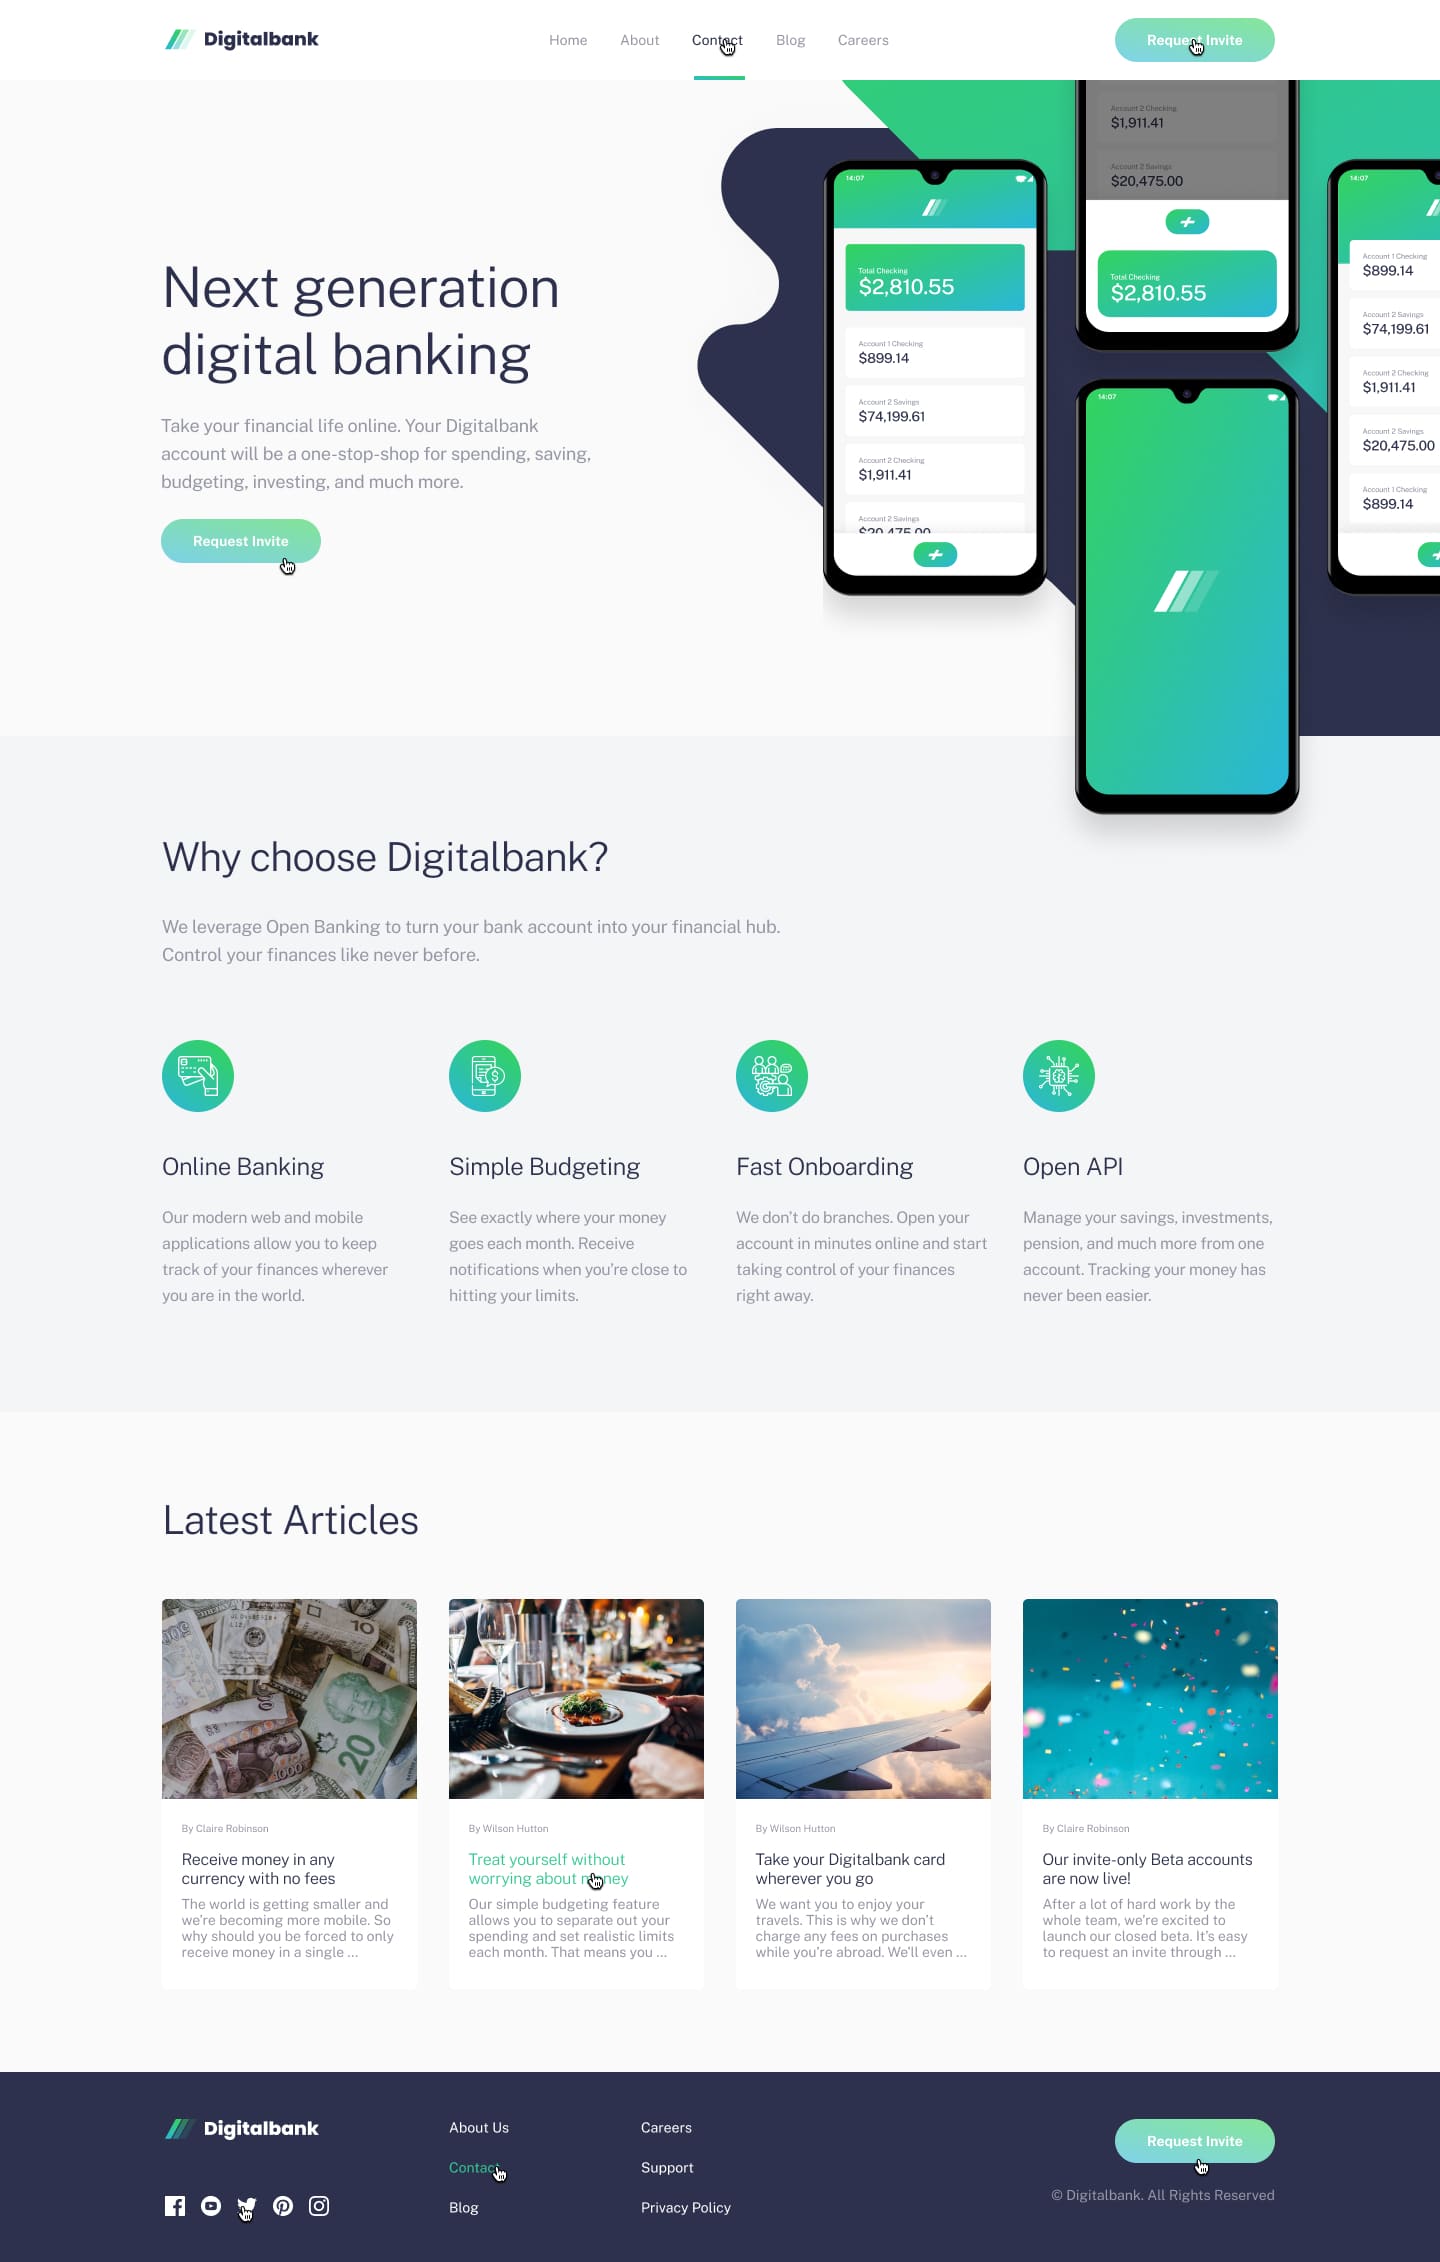 Digitalbank
Home About Contact Blog Careers
Request Invite
Next generation
digital banking
Take your financial life online. Your Digitalbank
account will be a one-stop-shop for spending, saving,
budgeting, investing, and much more.
Request Invite
14:07
Total Checking
$2,810.55
Account 1 Checking
$899.14
Account 2 Savings
$74,199.61
Account 2 Checking
$1,911.41
Account 2 Savings
$20,475.00
Account 2 Checking
$1,911.41
Account 2 Savings
$20,475.00
Total Checking
$2,810.55
14:07
14:07
Account 1 Checking
$899.14
Account 2 Savings
$74,199.61
Account 2 Checking
$1,911.41
Account 2 Savings
$20,475.00
Account 1 Checking
$899.14
Why choose Digitalbank?
We leverage Open Banking to turn your bank account into your financial hub.
Control your finances like never before.
Online Banking
Our modern web and mobile
applications allow you to keep
track of your finances wherever
you are in the world.
Simple Budgeting
See exactly where your money
goes each month. Receive
notifications when you're close to
hitting your limits.
Fast Onboarding
We don't do branches. Open your
account in minutes online and start
taking control of your finances
right away.
Open API
Manage your savings, investments,
pension, and much more from one
account. Tracking your money has
never been easier.
Latest Articles
10
20
1000
By Claire Robinson
Receive money in any
currency with no fees
The world is getting smaller and
we're becoming more mobile. So
why should you be forced to only
receive money in a single ...
By Wilson Hutton
Treat yourself without
worrying about money
Our simple budgeting feature
allows you to separate out your
spending and set realistic limits
each month. That means you ...
By Wilson Hutton
Take your Digitalbank card
wherever you go
We want you to enjoy your
travels. This is why we don't
charge any fees on purchases
while you're abroad. We'll even ...
By Claire Robinson
Our invite-only Beta accounts
are now live!
After a lot of hard work by the
whole team, we're excited to
launch our closed beta. It's easy
to request an invite through ...
Digitalbank
About Us
Contact
Blog
Careers
Support
Privacy Policy
Request Invite
© Digitalbank. All Rights Reserved